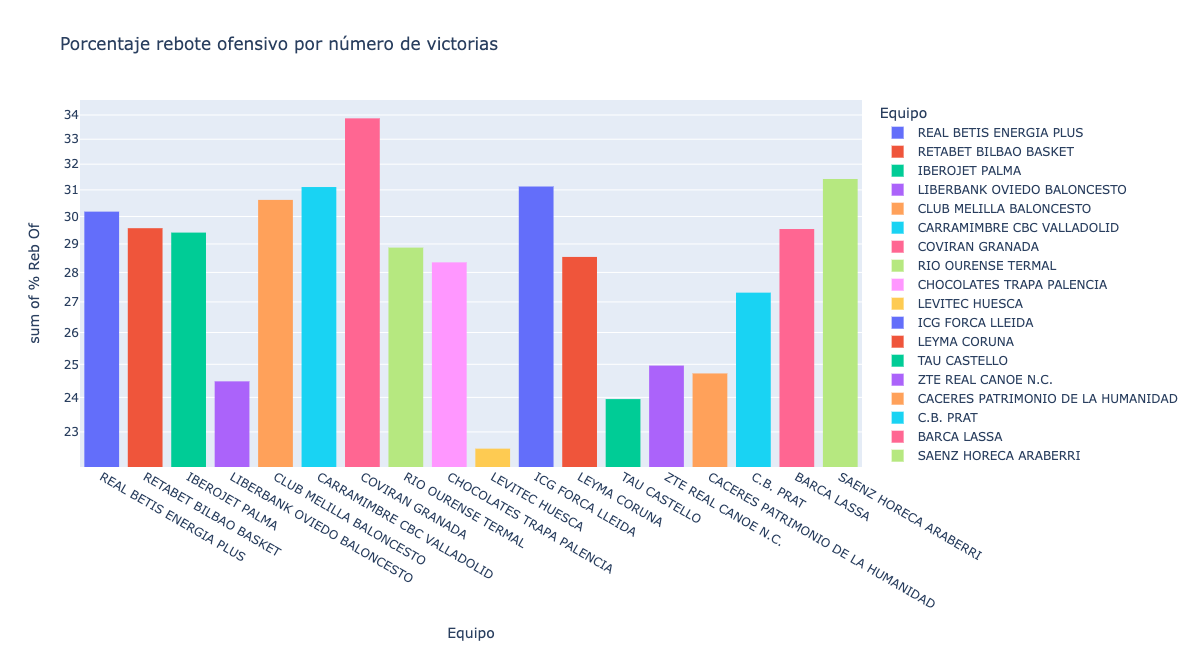 Porcentaje rebote ofensivo por número de victorias
34
33
32
31
30
29
28
27
26
25
24
23
sum of % Reb Of
REAL BETIS ENERGIA PLUS
RETABET BILBAO BASKET
IBEROJET PALMA
LIBERBANK OVIEDO BALONCESTO
CLUB MELILLA BALONCESTO
CARRAMIMBRE CBC VALLADOLID
COVIRAN GRANADA
RIO OURENSE TERMAL
CHOCOLATES TRAPA PALENCIA
LEVITEC HUESCA
ICG FORCA LLEIDA
LEYMA CORUNA
TAU CASTELLO
ZTE REAL CANOE N.C.
CACERES PATRIMONIO DE LA HUMANIDAD
C.B. PRAT
BARCA LASSA
SAENZ HORECA ARABERRI
Equipo
Equipo
REAL BETIS ENERGIA PLUS
RETABET BILBAO BASKET
IBEROJET PALMA
LIBERBANK OVIEDO BALONCESTO
CLUB MELILLA BALONCESTO
CARRAMIMBRE CBC VALLADOLID
COVIRAN GRANADA
RIO OURENSE TERMAL
CHOCOLATES TRAPA PALENCIA
LEVITEC HUESCA
ICG FORCA LLEIDA
LEYMA CORUNA
TAU CASTELLO
ZTE REAL CANOE N.C.
CACERES PATRIMONIO DE LA HUMANIDAD
C.B. PRAT
BARCA LASSA
SAENZ HORECA ARABERRI